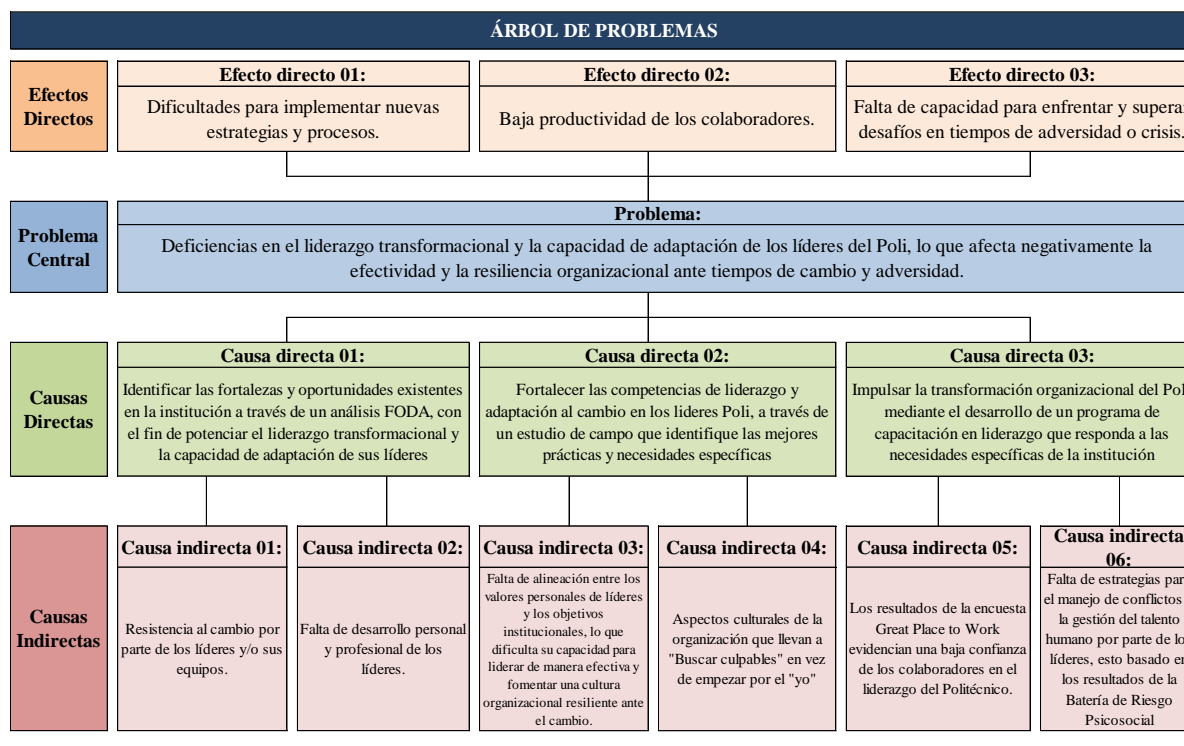 ÁRBOL DE PROBLEMAS
Efectos
Directos
Efecto directo 01:
Dificultades para implementar nuevas
estrategias y procesos.
Efecto directo 02:
Baja productividad de los colaboradores.
Efecto directo 03:
Falta de capacidad para enfrentar y supera
desafíos en tiempos de adversidad o crisis.
Problema
Central
Problema:
Deficiencias en el liderazgo transformacional y la capacidad de adaptación de los líderes del Poli, lo que afecta negativamente la
efectividad y la resiliencia organizacional ante tiempos de cambio y adversidad.
Causas
Directas
Causa directa 01:
Identificar las fortalezas y oportunidades existentes
en la institución a través de un análisis FODA, con
el fin de potenciar el liderazgo transformacional y
la capacidad de adaptación de sus líderes
Causa directa 02:
Fortalecer las competencias de liderazgo y
adaptación al cambio en los lideres Poli, a través de
un estudio de campo que identifique las mejores
prácticas y necesidades específicas
Causa directa 03:
Impulsar la transformación organizacional del Pol
mediante el desarrollo de un programa de
capacitación en liderazgo que responda a las
necesidades específicas de la institución
Causas
Indirectas
Causa indirecta 01:
Resistencia al cambio por
parte de los líderes y/o sus
equipos.
Causa indirecta 02:
Falta de desarrollo personal
y profesional de los
líderes.
Causa indirecta 03:
Falta de alineación entre los
valores personales de líderes
y los objetivos
institucionales, lo que
dificulta su capacidad para
liderar de manera efectiva y
fomentar una cultura
organizacional resiliente ante
el cambio.
Causa indirecta 04:
Aspectos culturales de la
organización que llevan a
"Buscar culpables" en vez
de empezar por el "yo"
Causa indirecta 05:
Los resultados de la encuesta
Great Place to Work
evidencian una baja confianza
de los colaboradores en el
liderazgo del Politécnico.
Causa indirecta
06:
Falta de estrategias par
el manejo de conflictos
la gestión del talento
humano por parte de lo
líderes, esto basado en
los resultados de la
Batería de Riesgo
Psicosocial